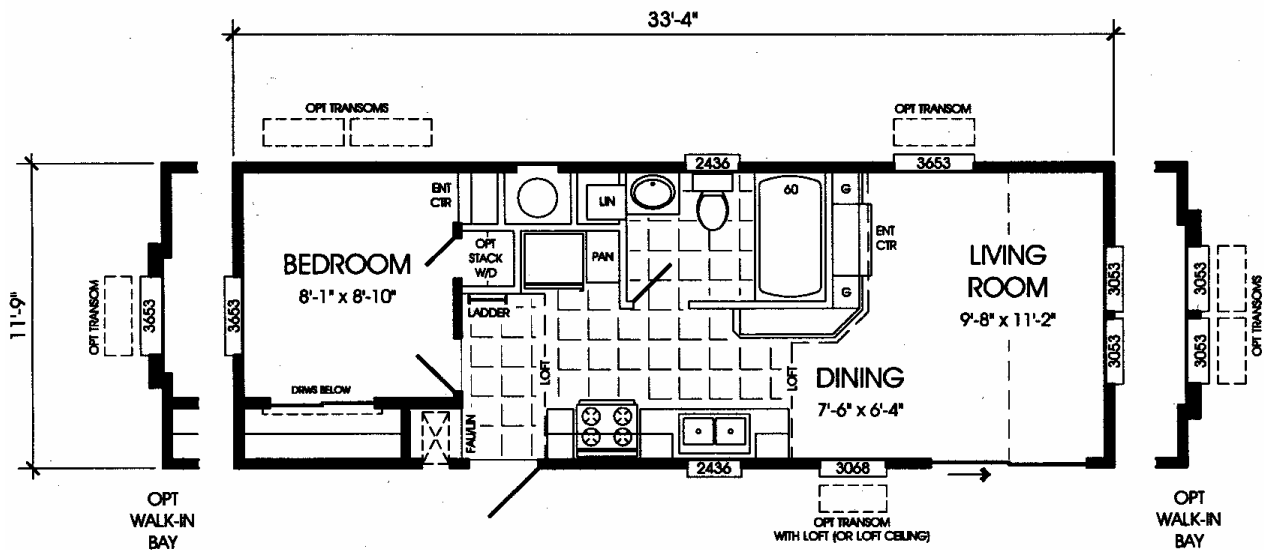 33'-4"
OPT TRANSOMS
OPT TRANSOM
2436
3653
ENT
CTR
LIN
60
G
ENT
CTR
OPT
STACK
W/D
PAN
BEDROOM
8'-1" x 8'-10"
LIVING
ROOM
9'-8" x 11'-2"
11'-9"
OPT TRANSOM
3653
3653
LADDER
G
3053
3053
3053
3053
OPT TRANSOMS
LOFT
LOFT
DINING
7'-6" x 6'-4"
DRWS BELOW
FAU/LIN
2436
3068
OPT
WALK-IN
BAY
OPT TRANSOM
WITH LOFT (OR LOFT CEILING)
OPT
WALK-IN
BAY